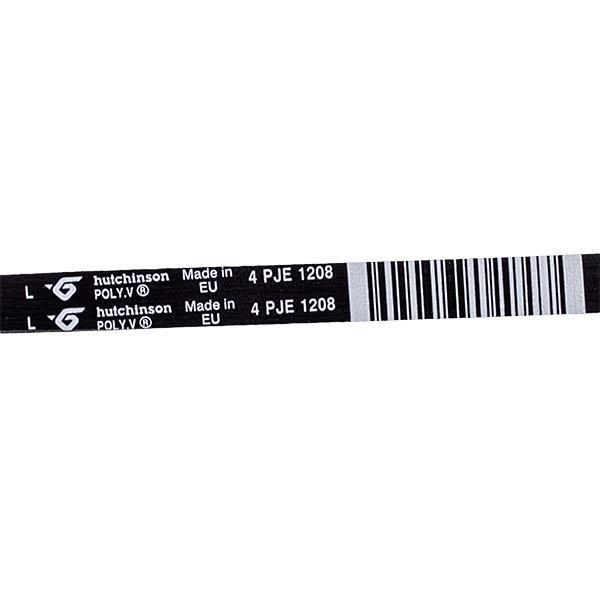 L hutchinson Made in 4 PJE 1208
POLY.V ® EU
L hutchinson Made in 4 PJE 1208
POLY.V ® EU